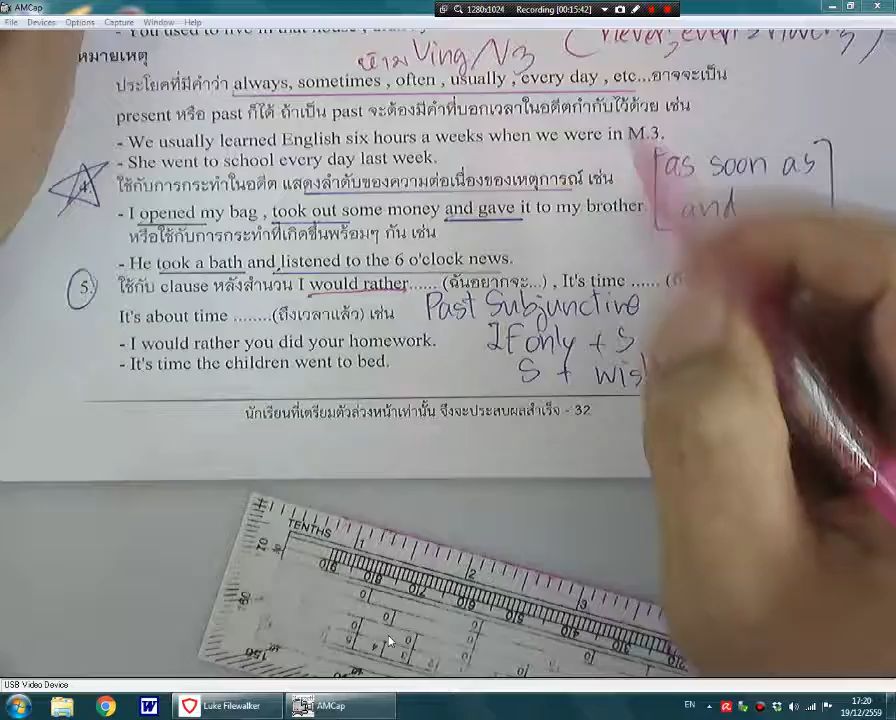 AMCap
1280x1024 Recording [00:15:42]
File Devices Options Capture Window Help
- You used to live in that house
หมายเหตุ
ห้าม Ving/V3
(never, ever
ประโยคที่มีคำว่า always, sometimes , often , usually , every day , etc...อาจจะเป็น
present หรือ past ก็ได้ ถ้าเป็น past จะต้องมีคำที่บอกเวลาในอดีตกำกับไว้ด้วย เช่น
- We usually learned English six hours a weeks when we were in M.3.
- She went to school every day last week.
as soon as
4. ใช้กับการกระทำในอดีต แสดงลำดับของความต่อเนื่องของเหตุการณ์ เช่น
- I opened my bag , took out some money and gave it to my brother.
and
หรือใช้กับการกระทำที่เกิดขึ้นพร้อมๆ กัน เช่น
- He took a bath and listened to the 6 o'clock news.
5. ใช้กับ clause หลังสำนวน I would rather...... (ฉันอยากจะ...) , It's time ......
It's about time ........(ถึงเวลาแล้ว) เช่น
Past Subjunctive
- I would rather you did your homework.
If only + S
- It's time the children went to bed.
S + wis
นักเรียนที่เตรียมตัวล่วงหน้าเท่านั้น จึงจะประสบผลสำเร็จ - 32
TENTHS
1
2
3
USB Video Device
Luke Filewalker
AMCap
EN
17:20
19/12/2559